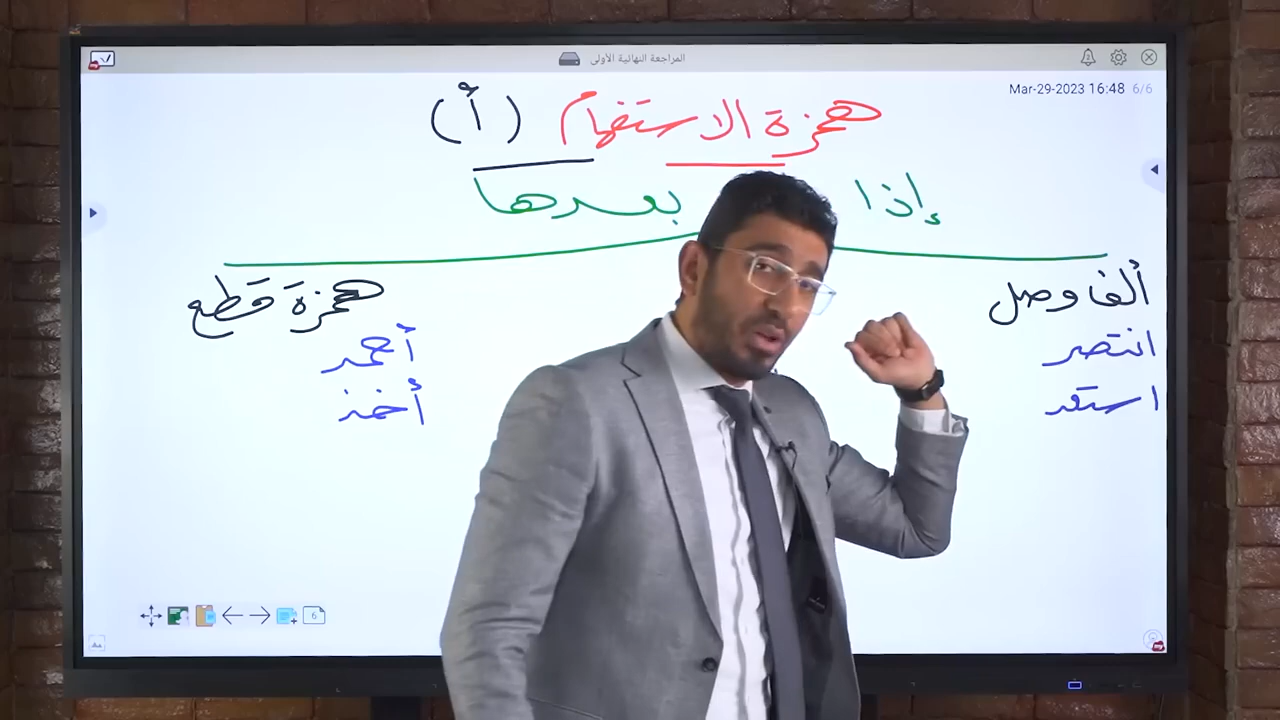 المراجعة النهائية الأولى
Mar-29-2023 16:48 6/6
همزة الاستفهام (أ)
إذا بعدها
ألف وصل
انتصر
استعد
همزة قطع
أحمد
أخذ
6